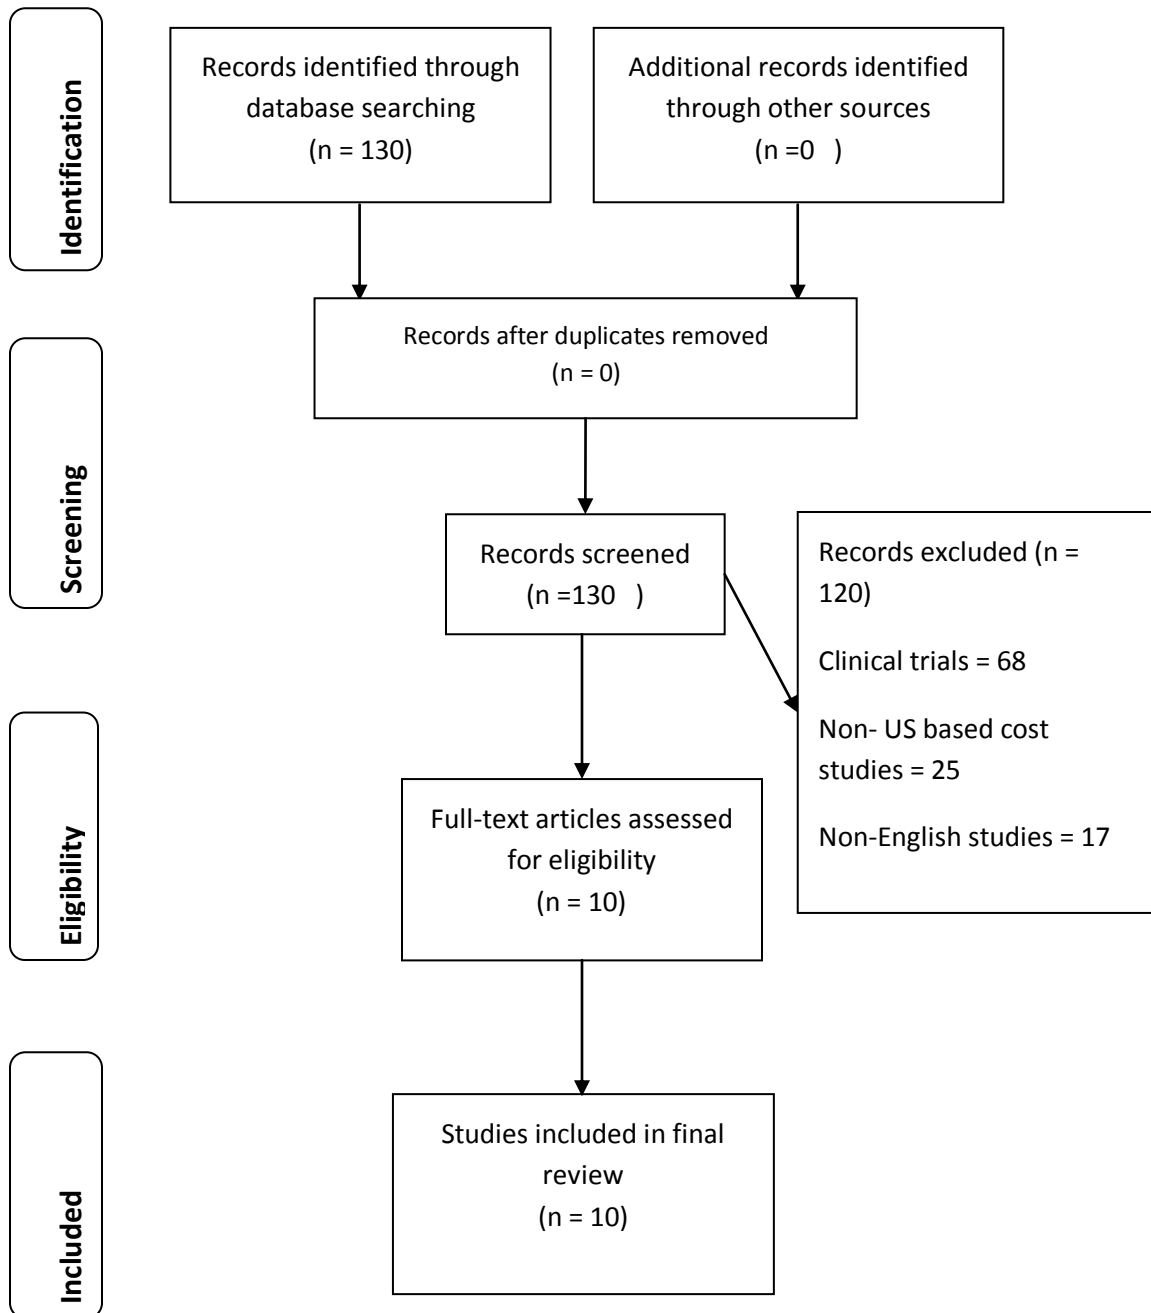 Identification
Records identified through
database searching
(n = 130)
Additional records identified
through other sources
(n =0   )
Records after duplicates removed
(n = 0)
Screening
Records screened
(n =130   )
Records excluded (n =
120)
Clinical trials = 68
Non- US based cost
studies = 25
Non-English studies = 17
Eligibility
Full-text articles assessed
for eligibility
(n = 10)
Included
Studies included in final
review
(n = 10)